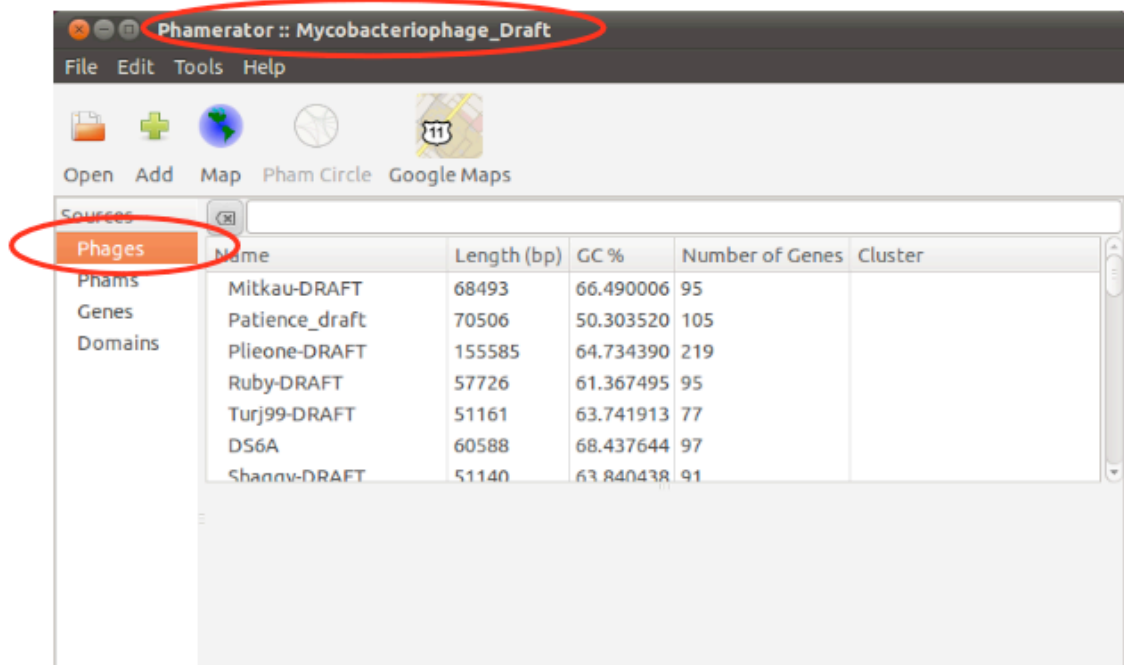 Phamerator :: Mycobacteriophage_Draft
File Edit Tools Help
11
Open Add Map Pham Circle Google Maps
Sources
Phages
Phams
Genes
Domains
Name Length (bp) GC % Number of Genes Cluster
Mitkau-DRAFT 68493 66.490006 95
Patience_draft 70506 50.303520 105
Plieone-DRAFT 155585 64.734390 219
Ruby-DRAFT 57726 61.367495 95
Turj99-DRAFT 51161 63.741913 77
DS6A 60588 68.437644 97
Shaggy-DRAFT 51140 63.840438 91